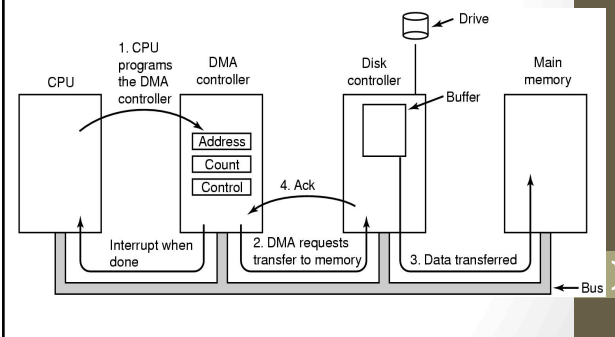 Drive
1. CPU
programs
the DMA
controller
CPU
DMA
controller
Disk
controller
Main
memory
Buffer
Address
Count
Control
4. Ack
Interrupt when
done
2. DMA requests
transfer to memory
3. Data transferred
Bus